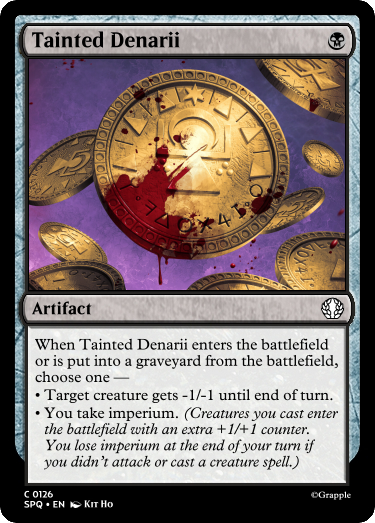 Tainted Denarii
Artifact
When Tainted Denarii enters the battlefield
or is put into a graveyard from the battlefield,
choose one —
• Target creature gets -1/-1 until end of turn.
• You take imperium. (Creatures you cast enter
the battlefield with an extra +1/+1 counter.
You lose imperium at the end of your turn if
you didn't attack or cast a creature spell.)
C 0126
SPQ • EN Kit Ho
©Grapple